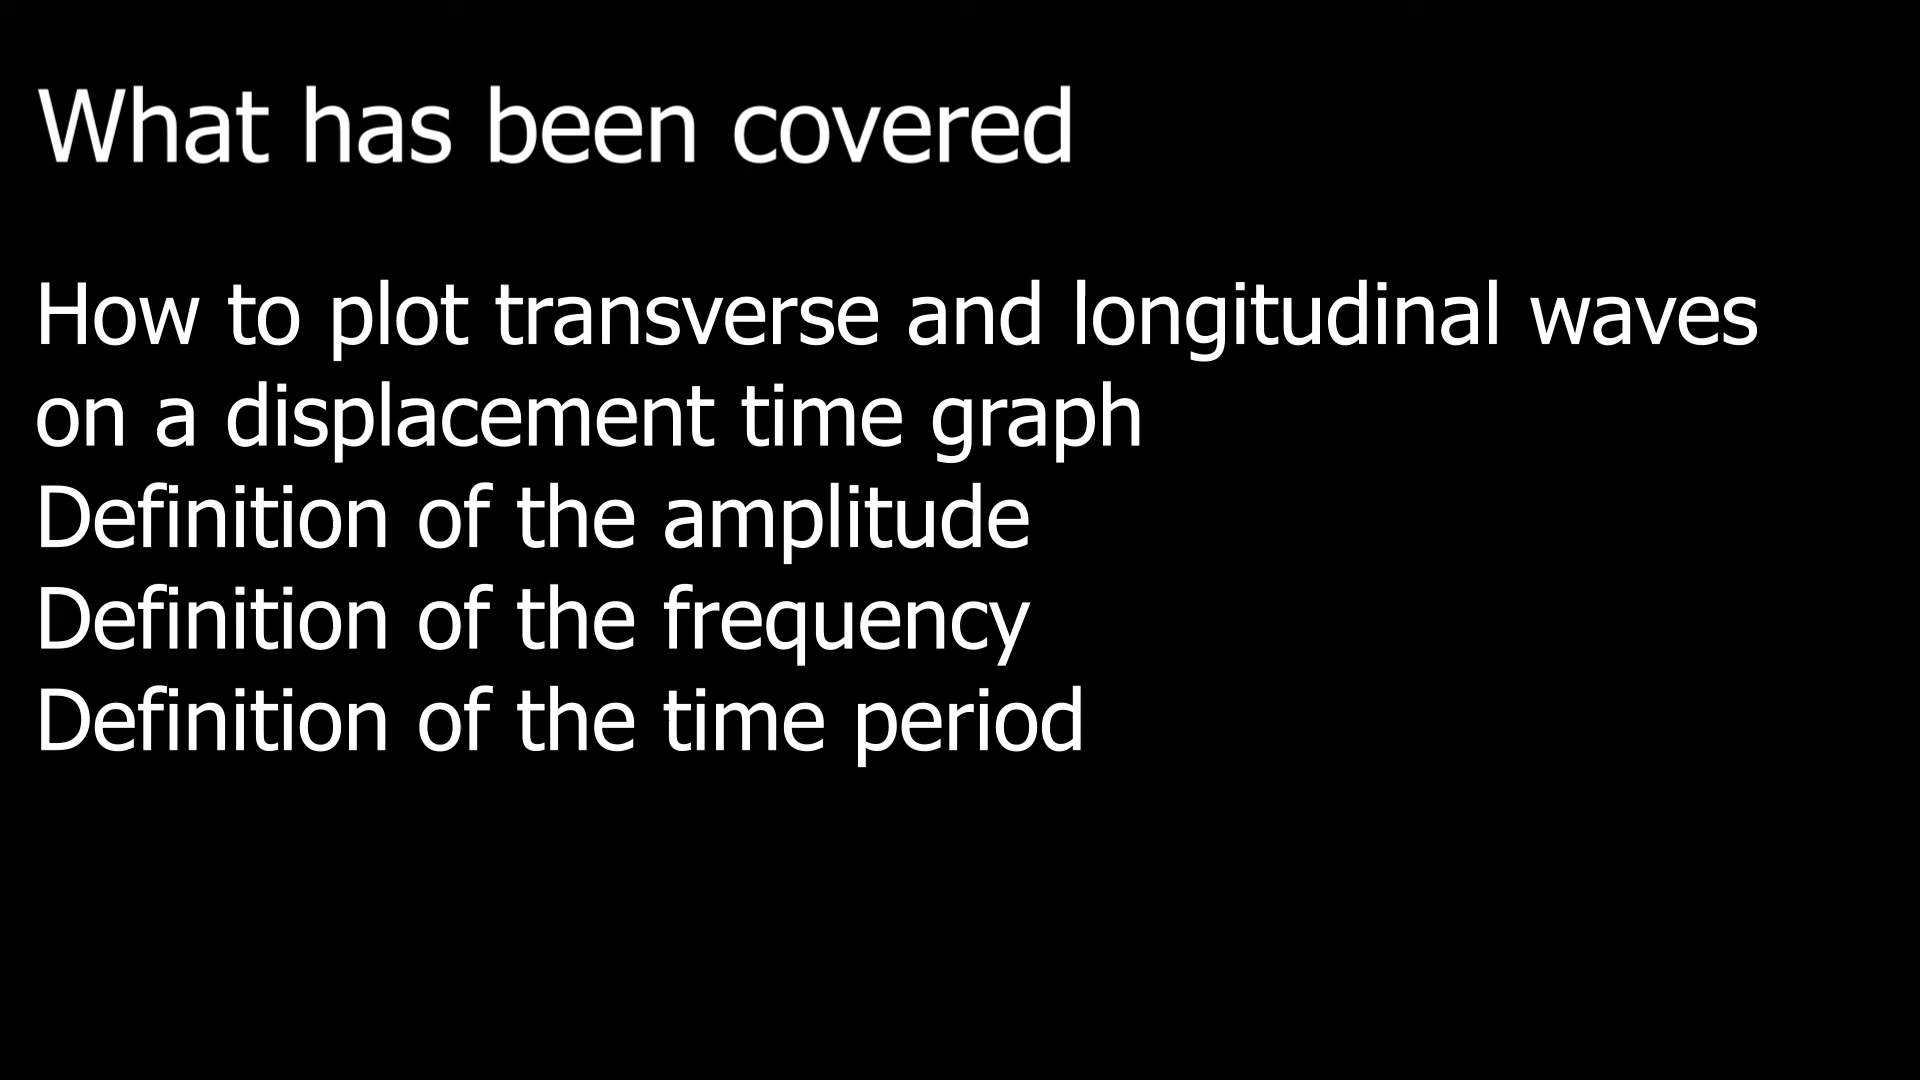 What has been covered
How to plot transverse and longitudinal waves
on a displacement time graph
Definition of the amplitude
Definition of the frequency
Definition of the time period